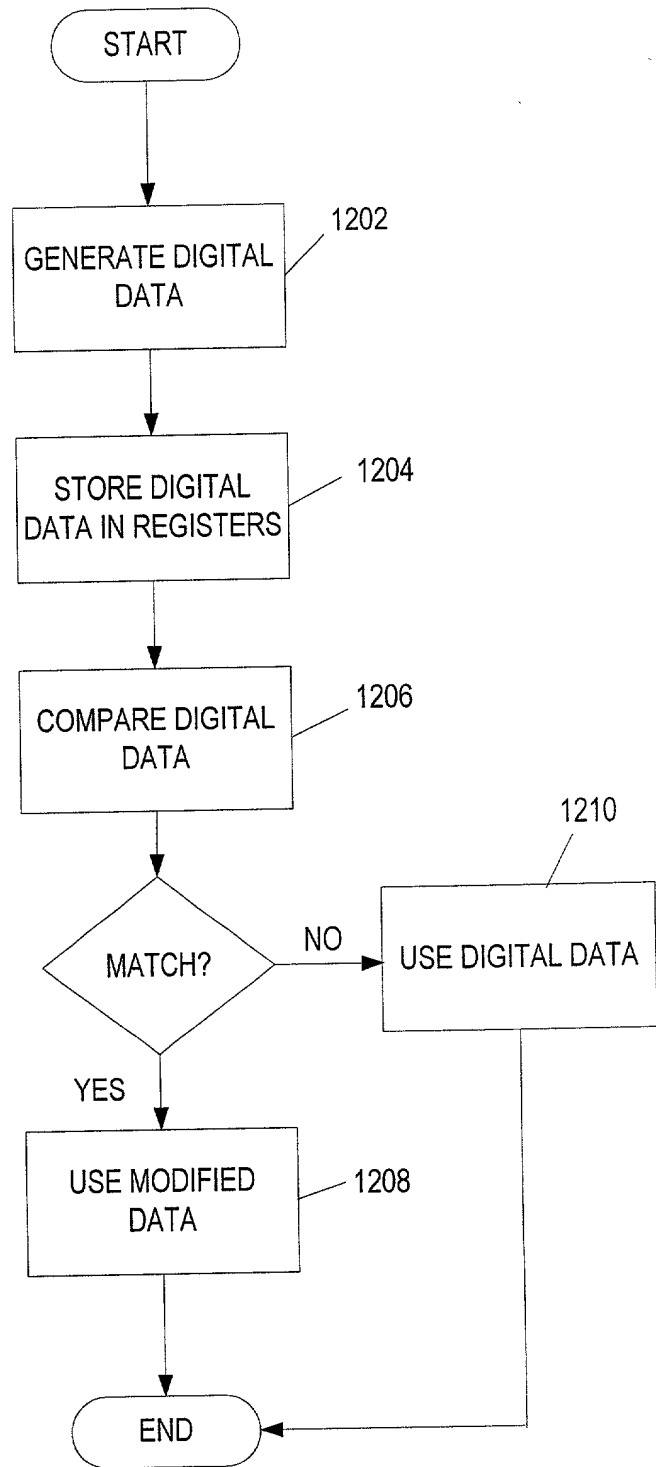 START
1202
GENERATE DIGITAL
DATA
1204
STORE DIGITAL
DATA IN REGISTERS
1206
COMPARE DIGITAL
DATA
1210
MATCH?
NO
USE DIGITAL DATA
YES
USE MODIFIED
DATA
1208
END